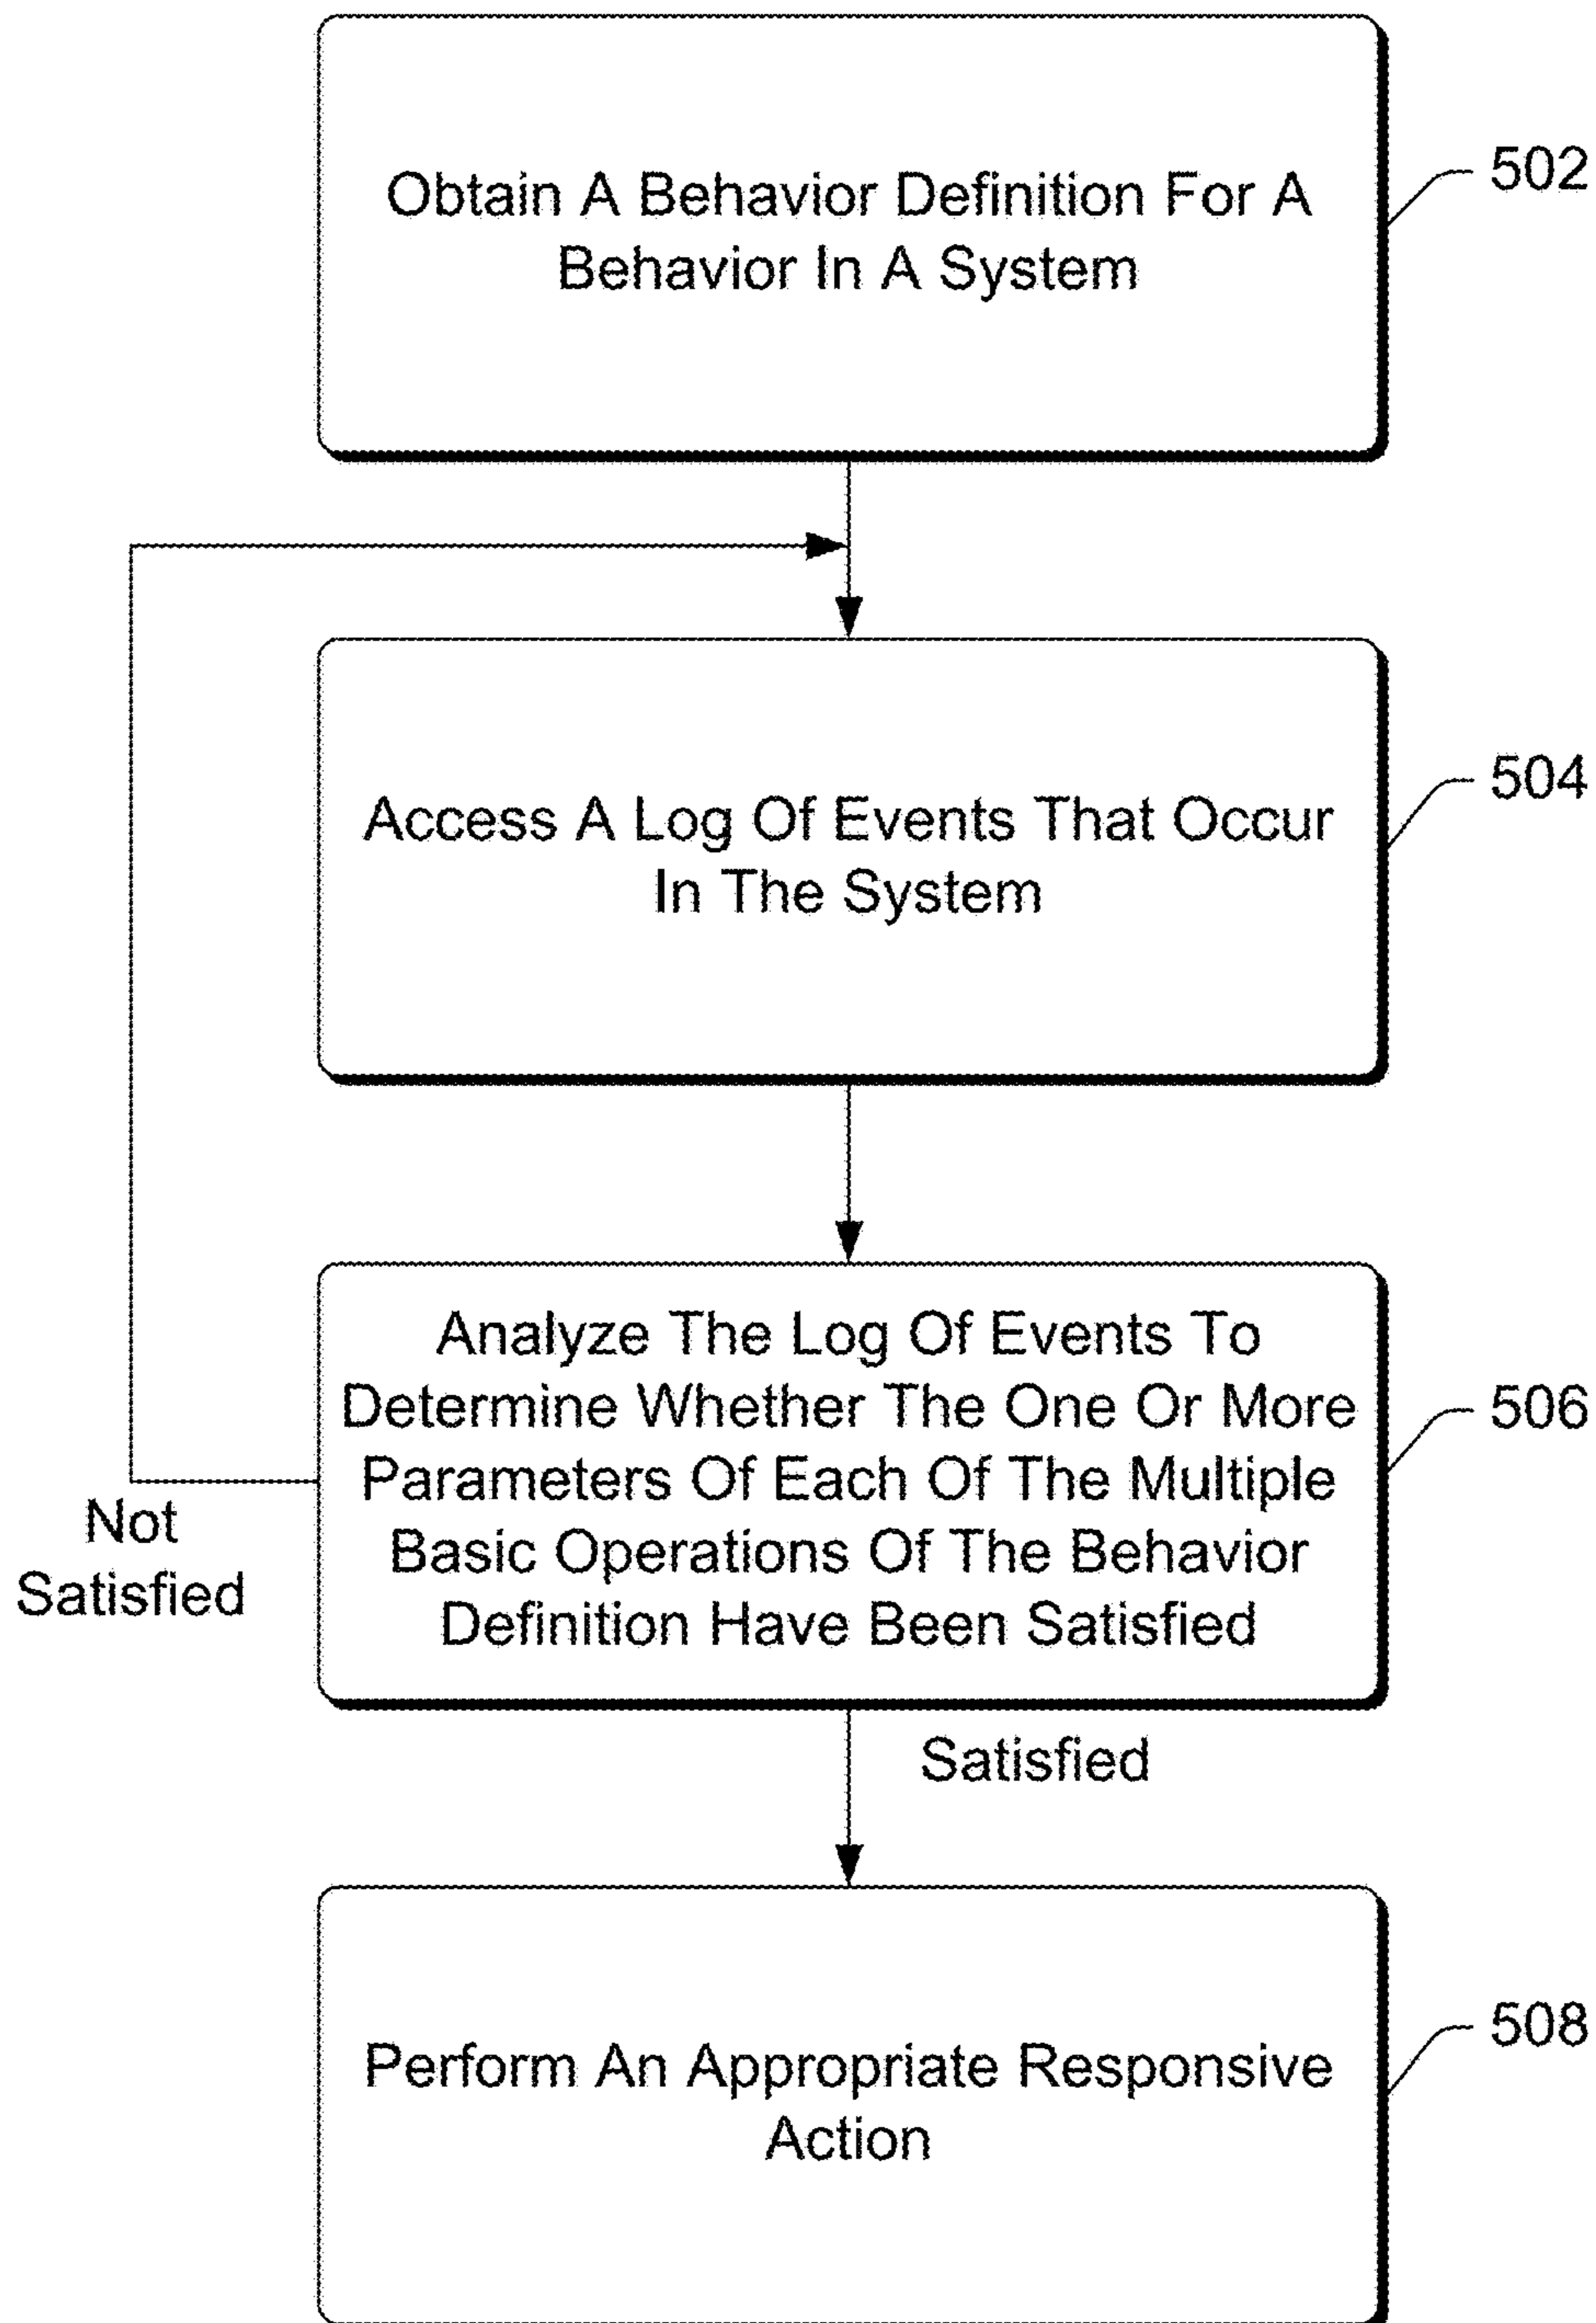 Obtain A Behavior Definition For A
Behavior In A System
502
Access A Log Of Events That Occur
In The System
504
Analyze The Log Of Events To
Determine Whether The One Or More
Parameters Of Each Of The Multiple
Basic Operations Of The Behavior
Definition Have Been Satisfied
506
Not
Satisfied
Satisfied
Perform An Appropriate Responsive
Action
508